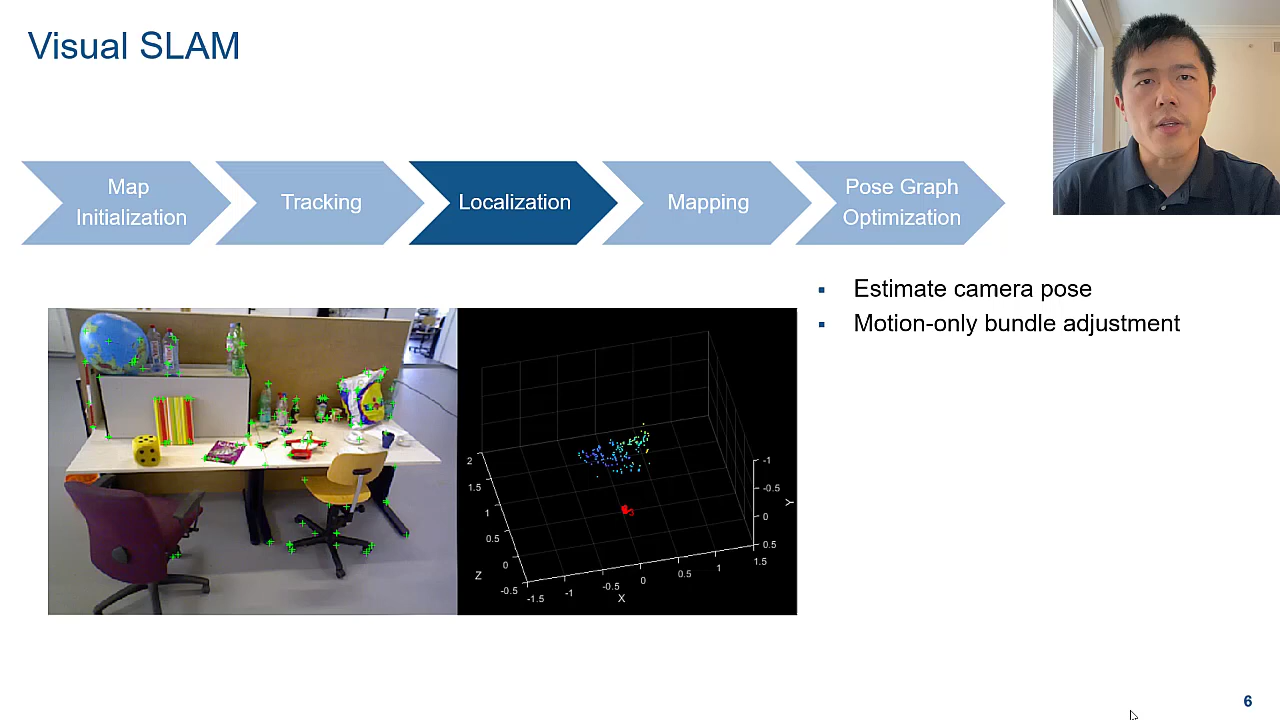 Visual SLAM
Map
Initialization
Tracking
Localization
Mapping
Pose Graph
Optimization
Estimate camera pose
Motion-only bundle adjustment
2
1.5
1
0.5
0
-0.5
Z
-1.5
-1
-0.5
0
0.5
1
1.5
X
-1
-0.5
0
0.5
Y
6